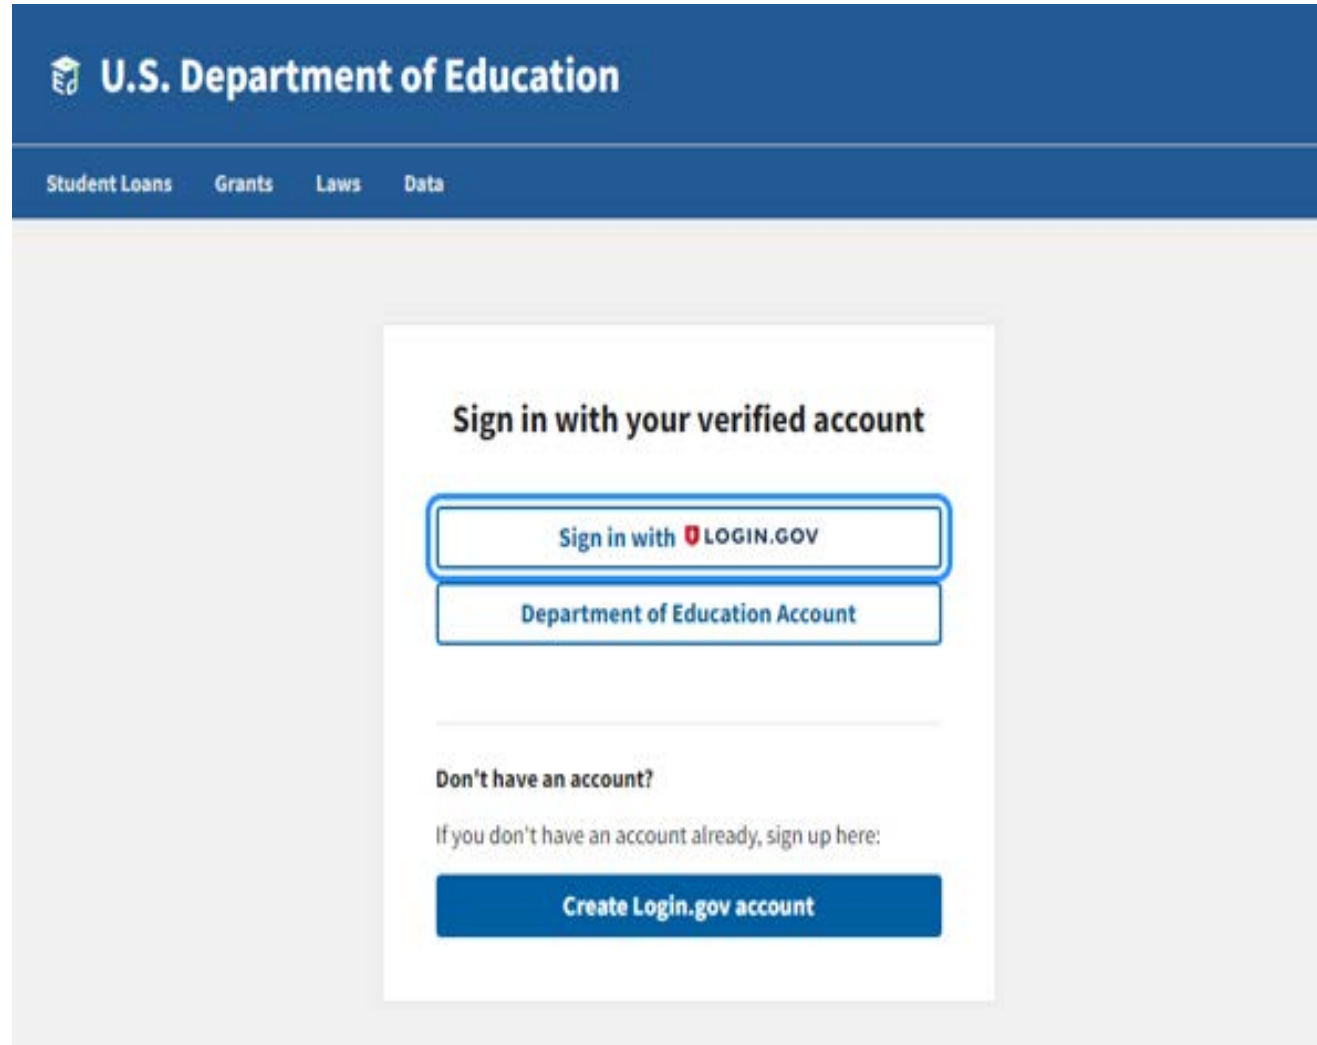 U.S. Department of Education
Student Loans Grants Laws Data
Sign in with your verified account
Sign in with LOGIN.GOV
Department of Education Account
Don't have an account?
If you don't have an account already, sign up here:
Create Login.gov account